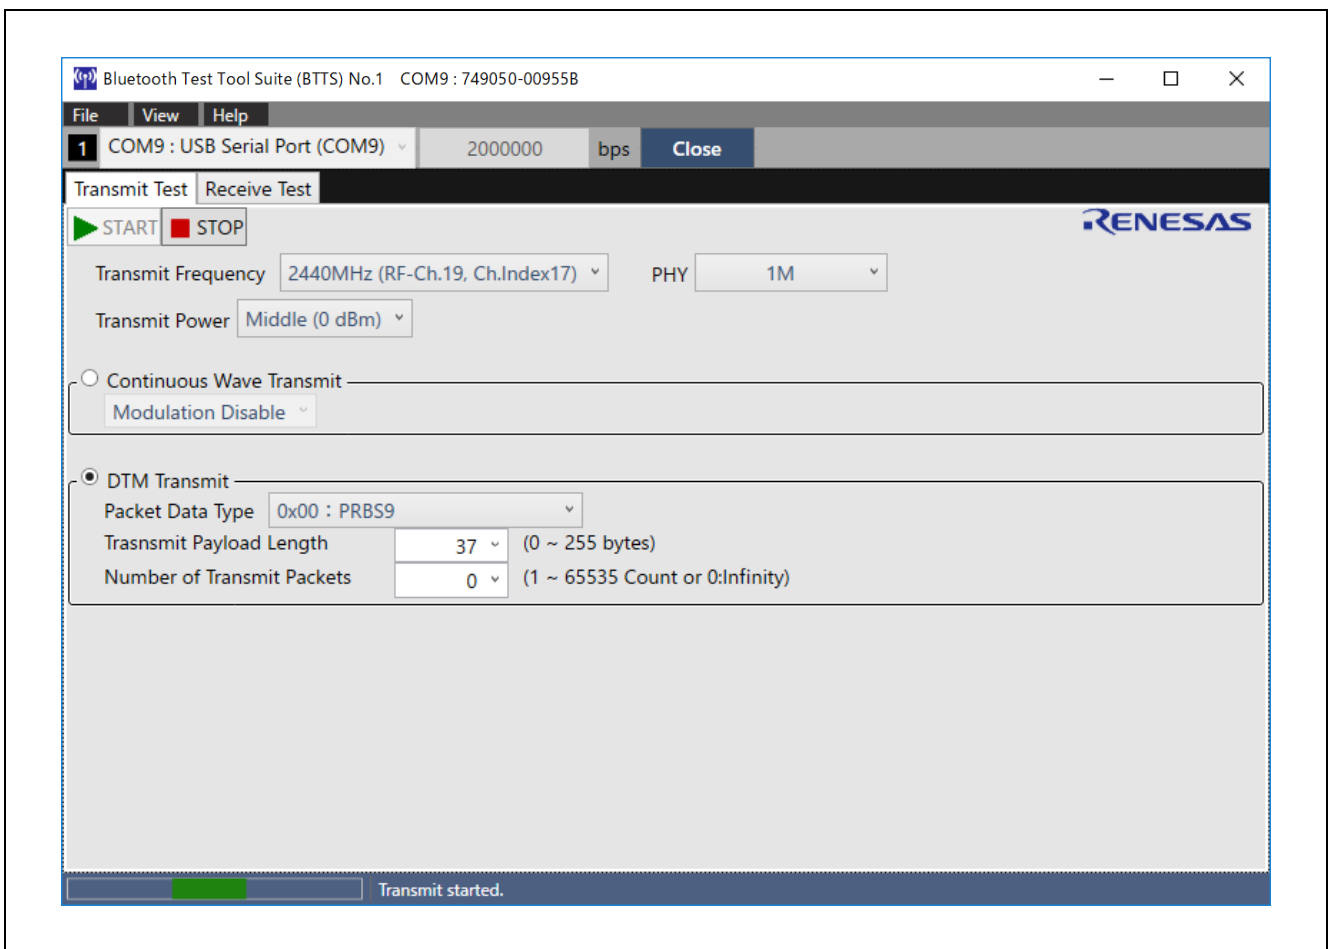 Bluetooth Test Tool Suite (BTTS) No.1 COM9 : 749050-00955B
File View Help
1 COM9 : USB Serial Port (COM9) 2000000 bps Close
Transmit Test Receive Test
START STOP RENESAS
Transmit Frequency 2440MHz (RF-Ch.19, Ch.Index17) PHY 1M
Transmit Power Middle (0 dBm)
Continuous Wave Transmit
Modulation Disable
DTM Transmit
Packet Data Type 0x00 : PRBS9
Trasnsmit Payload Length 37 (0 ~ 255 bytes)
Number of Transmit Packets 0 (1 ~ 65535 Count or 0:Infinity)
Transmit started.